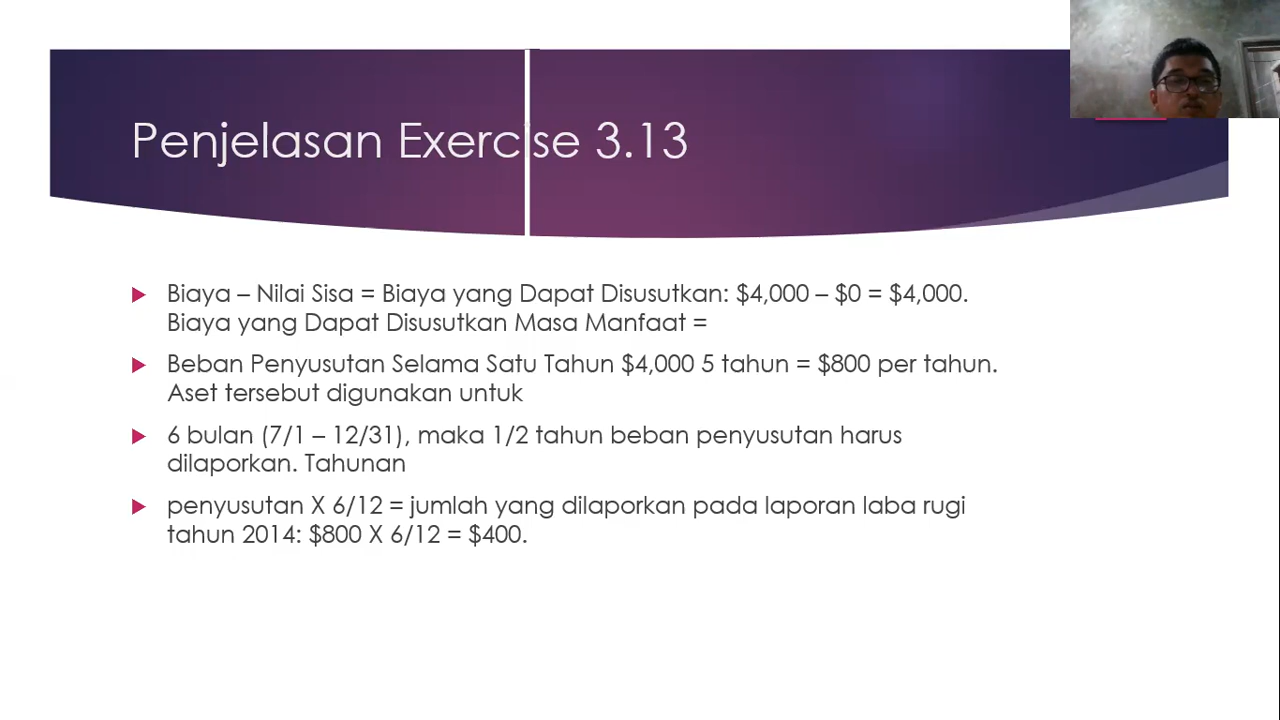 Penjelasan Exercise 3.13
Biaya – Nilai Sisa = Biaya yang Dapat Disusutkan: $4,000 – $0 = $4,000.
Biaya yang Dapat Disusutkan Masa Manfaat =
Beban Penyusutan Selama Satu Tahun $4,000 5 tahun = $800 per tahun.
Aset tersebut digunakan untuk
6 bulan (7/1 – 12/31), maka 1/2 tahun beban penyusutan harus
dilaporkan. Tahunan
penyusutan X 6/12 = jumlah yang dilaporkan pada laporan laba rugi
tahun 2014: $800 X 6/12 = $400.